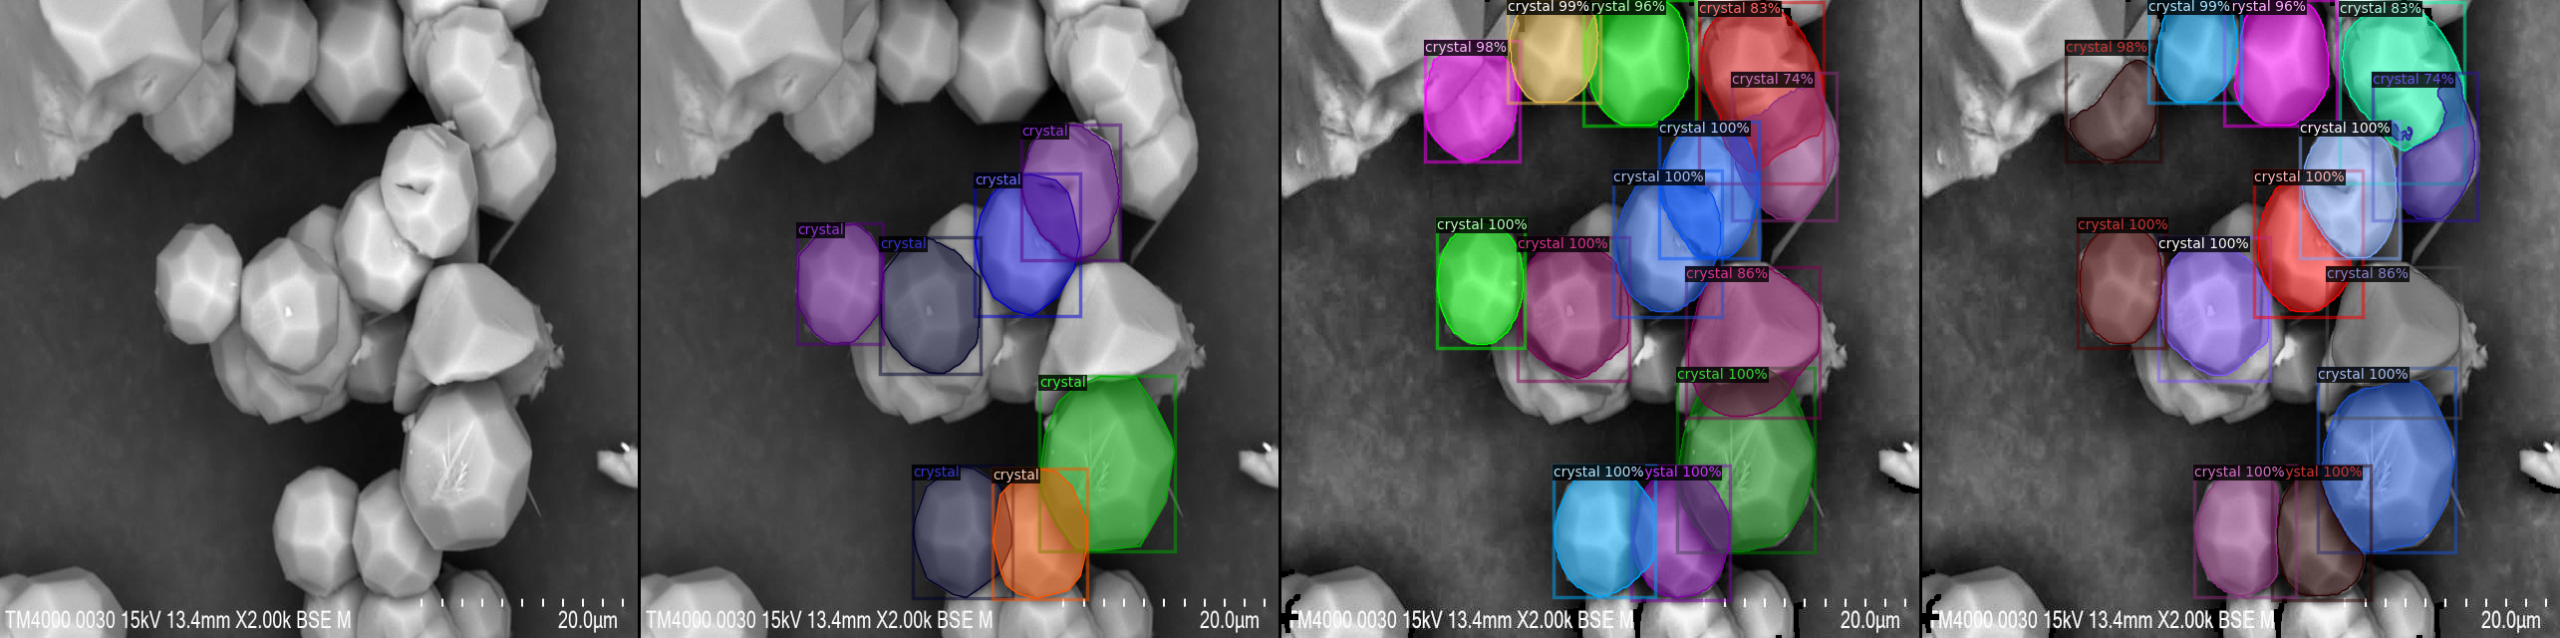 TM4000 0030 15kV 13.4mm X2.00k BSE M 20.0µm
crystal
crystal
crystal
crystal
crystal
crystal
crystal
TM4000 0030 15kV 13.4mm X2.00k BSE M 20.0µm
crystal 99%
rystal 96%
crystal 83%
crystal 98%
crystal 74%
crystal 100%
crystal 100%
crystal 100%
crystal 100%
crystal 86%
crystal 100%
crystal 100%
ystal 100%
M4000 0030 15kV 13.4mm X2.00k BSE M 20.0µm
crystal 99%
rystal 96%
crystal 83%
crystal 98%
crystal 74%
crystal 100%
crystal 100%
crystal 100%
crystal 100%
crystal 86%
crystal 100%
crystal 100%
ystal 100%
M4000 0030 15kV 13.4mm X2.00k BSE M 20.0µm